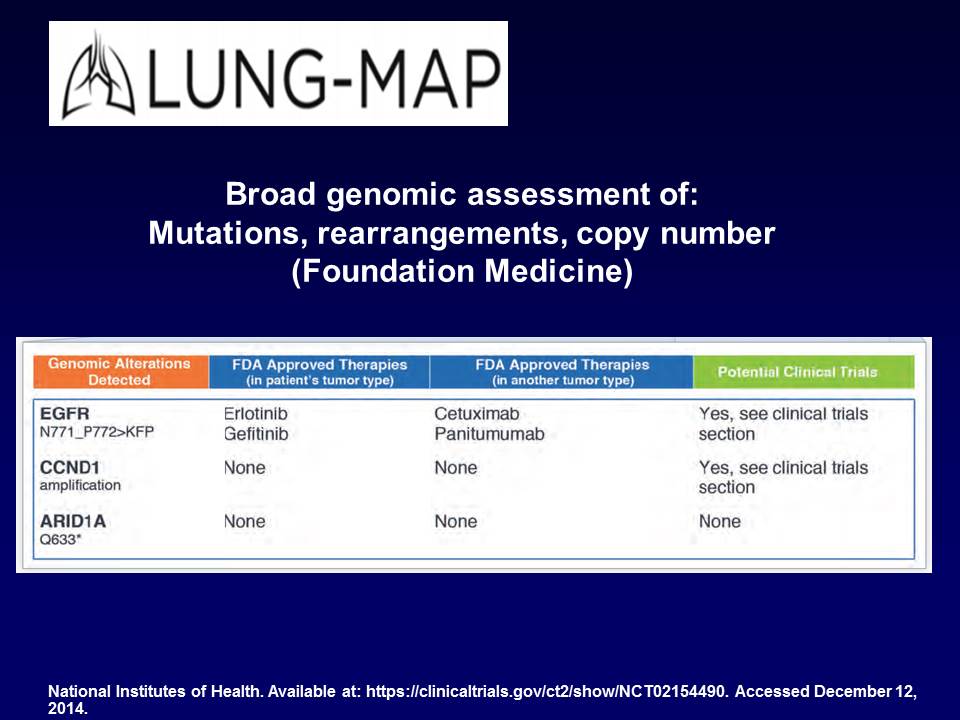 LUNG-MAP
Broad genomic assessment of:
Mutations, rearrangements, copy number
(Foundation Medicine)
Genomic Alterations Detected | FDA Approved Therapies (in patient's tumor type) | FDA Approved Therapies (in another tumor type) | Potential Clinical Trials
EGFR Erlotinib Cetuximab Yes, see clinical trials
N771_P772>KFP Gefitinib Panitumumab section
CCND1 None None Yes, see clinical trials
amplification section
ARID1A None None None
Q633*
National Institutes of Health. Available at: https://clinicaltrials.gov/ct2/show/NCT02154490. Accessed December 12,
2014.